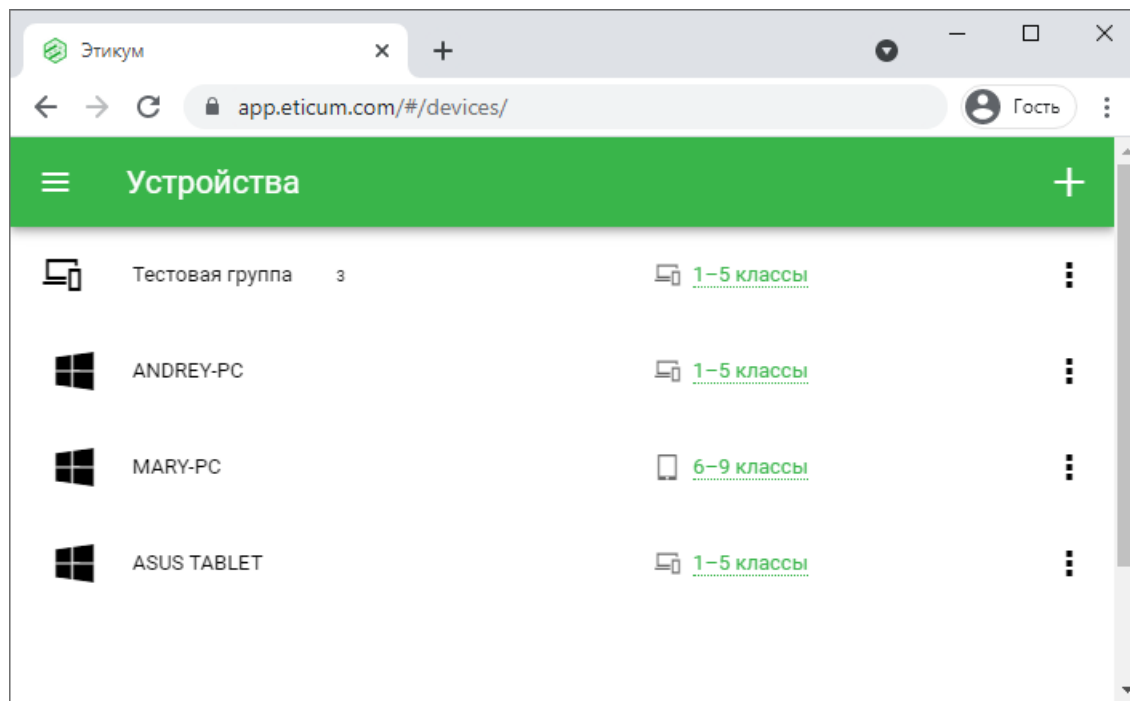 Этикум
app.eticum.com/#/devices/
Гость
Устройства
Тестовая группа 3 1–5 классы
ANDREY-PC 1–5 классы
MARY-PC 6–9 классы
ASUS TABLET 1–5 классы